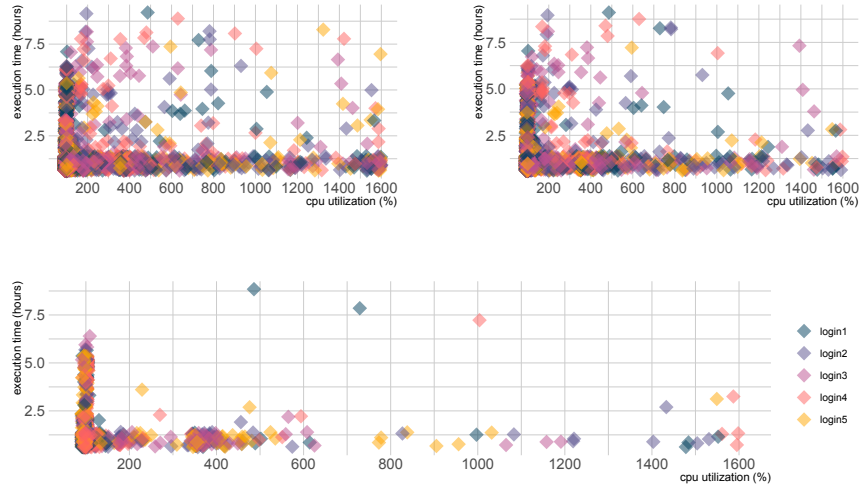 execution time (hours)
7.5
5.0
2.5
200 400 600 800 1000 1200 1400 1600
cpu utilization (%)
execution time (hours)
7.5
5.0
2.5
200 400 600 800 1000 1200 1400 1600
cpu utilization (%)
execution time (hours)
7.5
5.0
2.5
200 400 600 800 1000 1200 1400 1600
cpu utilization (%)
login1
login2
login3
login4
login5